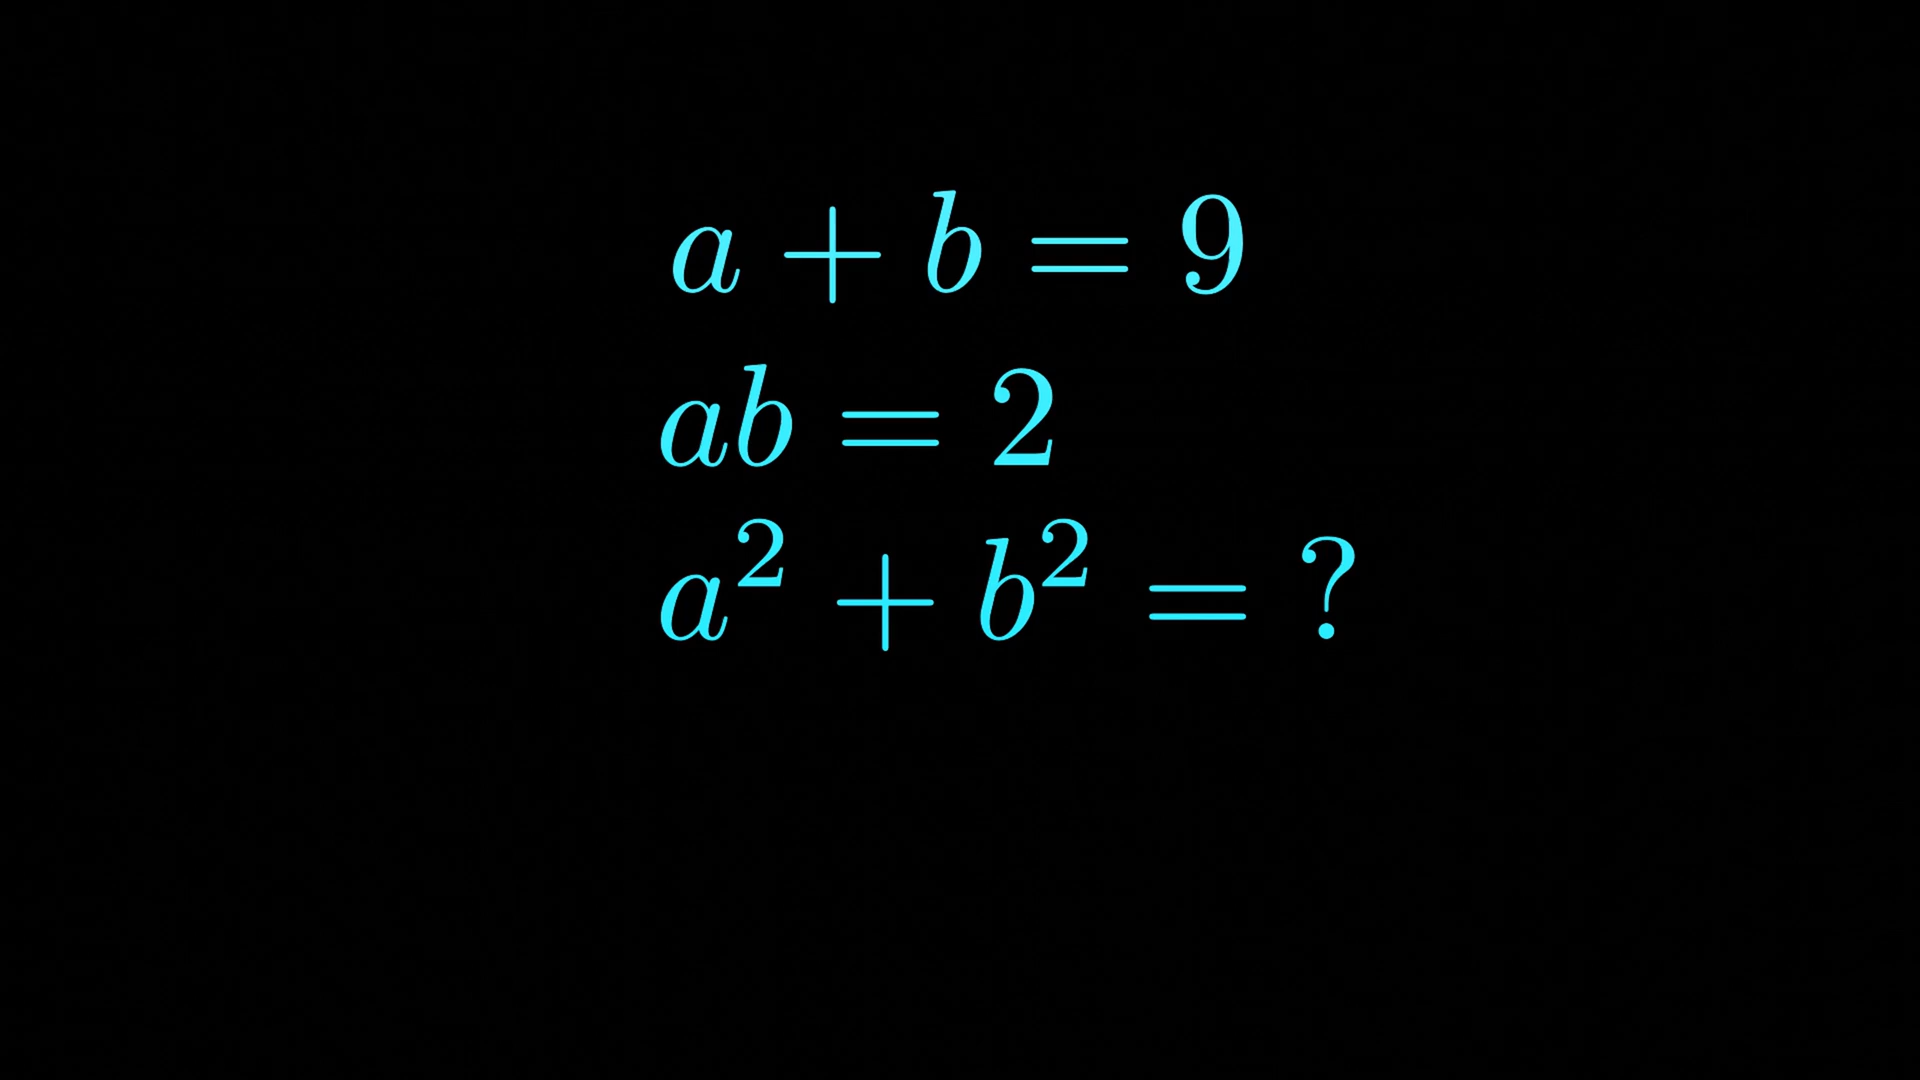 a + b = 9
ab = 2
a² + b² = ?